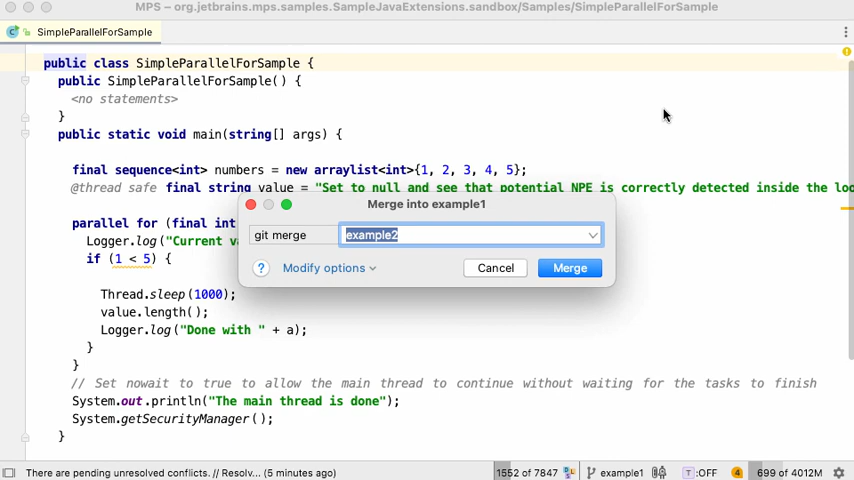 MPS – org.jetbrains.mps.samples.SampleJavaExtensions.sandbox/Samples/SimpleParallelForSample
SimpleParallelForSample
public class SimpleParallelForSample {
public SimpleParallelForSample() {
<no statements>
}
public static void main(string[] args) {
final sequence<int> numbers = new arraylist<int>{1, 2, 3, 4, 5};
@thread safe final string value = "Set to null and see that potential NPE is correctly detected inside the loo
Merge into example1
parallel for (final int
git merge example2
Logger.log("Current va
if (1 < 5) {
? Modify options Cancel Merge
Thread.sleep(1000);
value.length();
Logger.log("Done with " + a);
}
}
// Set nowait to true to allow the main thread to continue without waiting for the tasks to finish
System.out.println("The main thread is done");
System.getSecurityManager();
}
There are pending unresolved conflicts. // Resolv... (5 minutes ago) 1552 of 7847 DSL example1 T :OFF 4 699 of 4012M